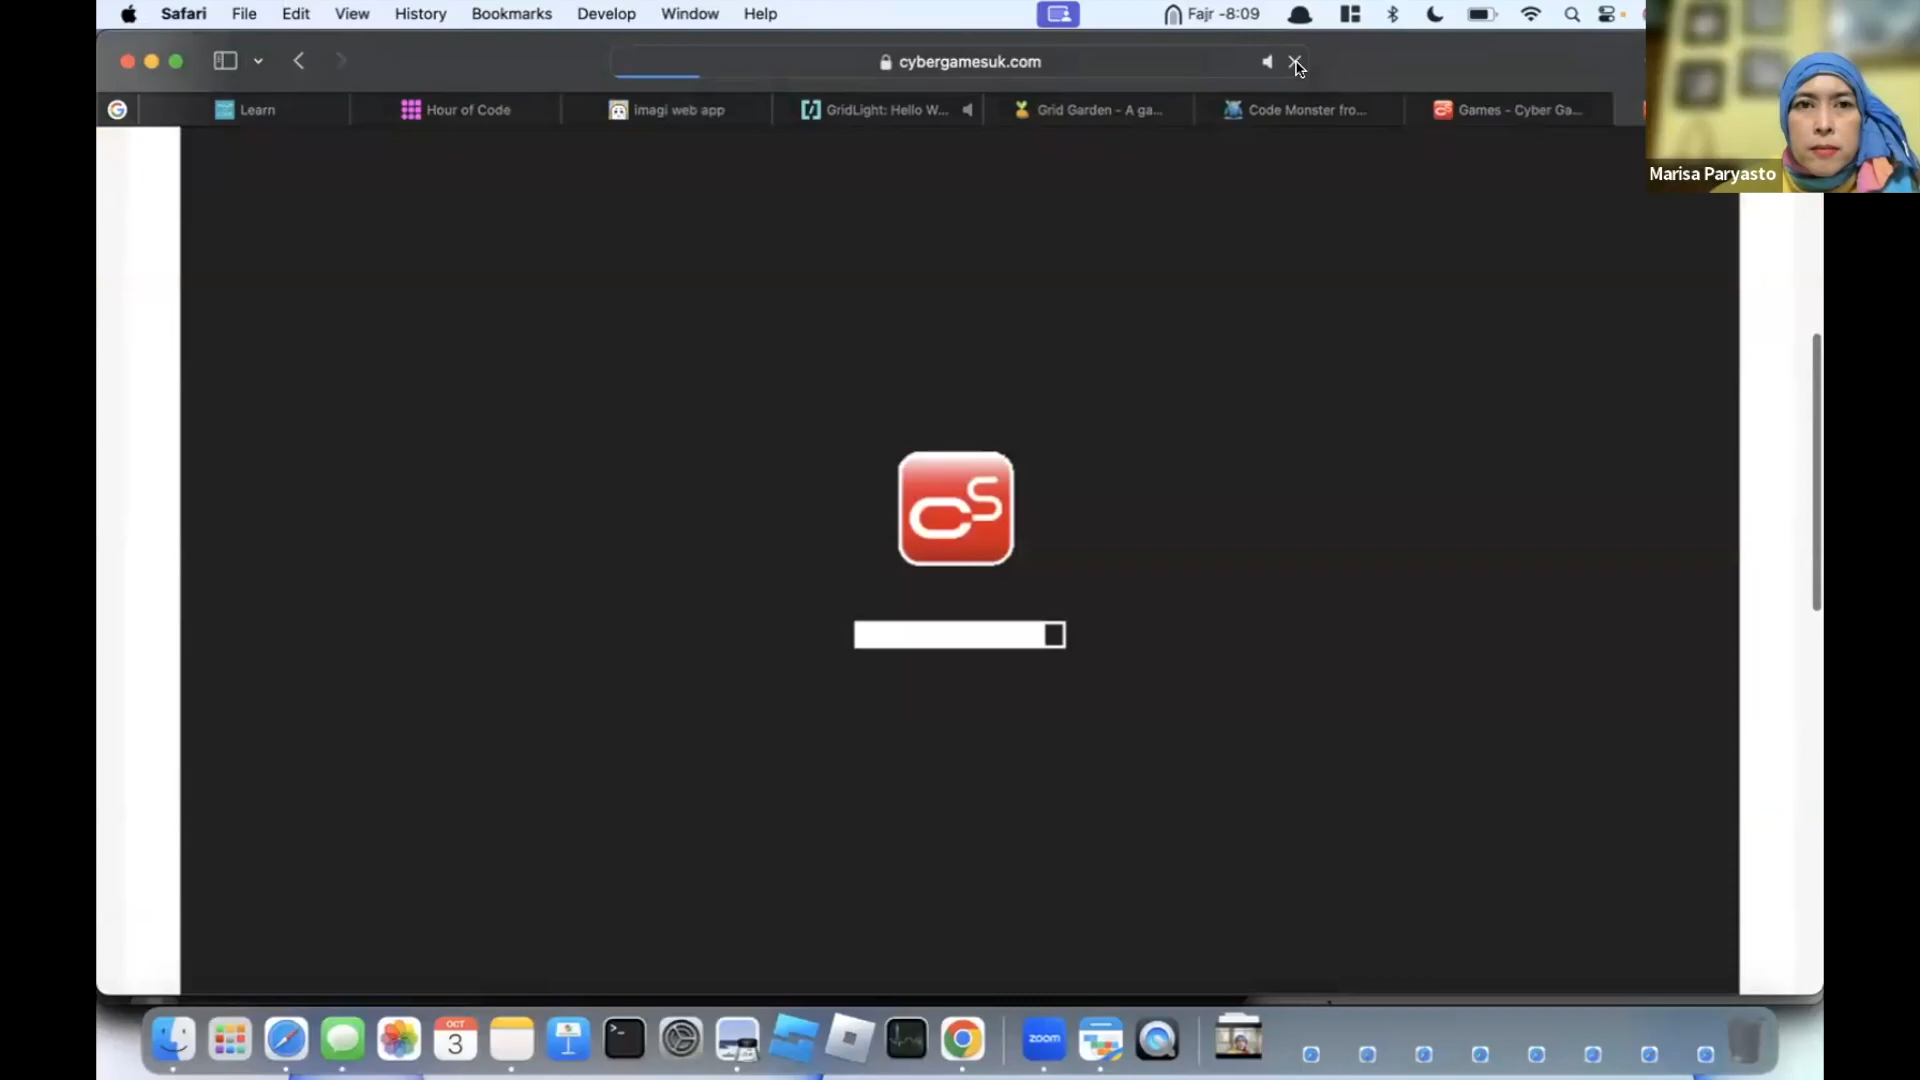 Safari File Edit View History Bookmarks Develop Window Help Fajr -8:09
cybergamesuk.com
Learn Hour of Code imagi web app GridLight: Hello W... Grid Garden – A ga... Code Monster fro... Games - Cyber Ga...
Marisa Paryasto
CS
OCT
3
zoom